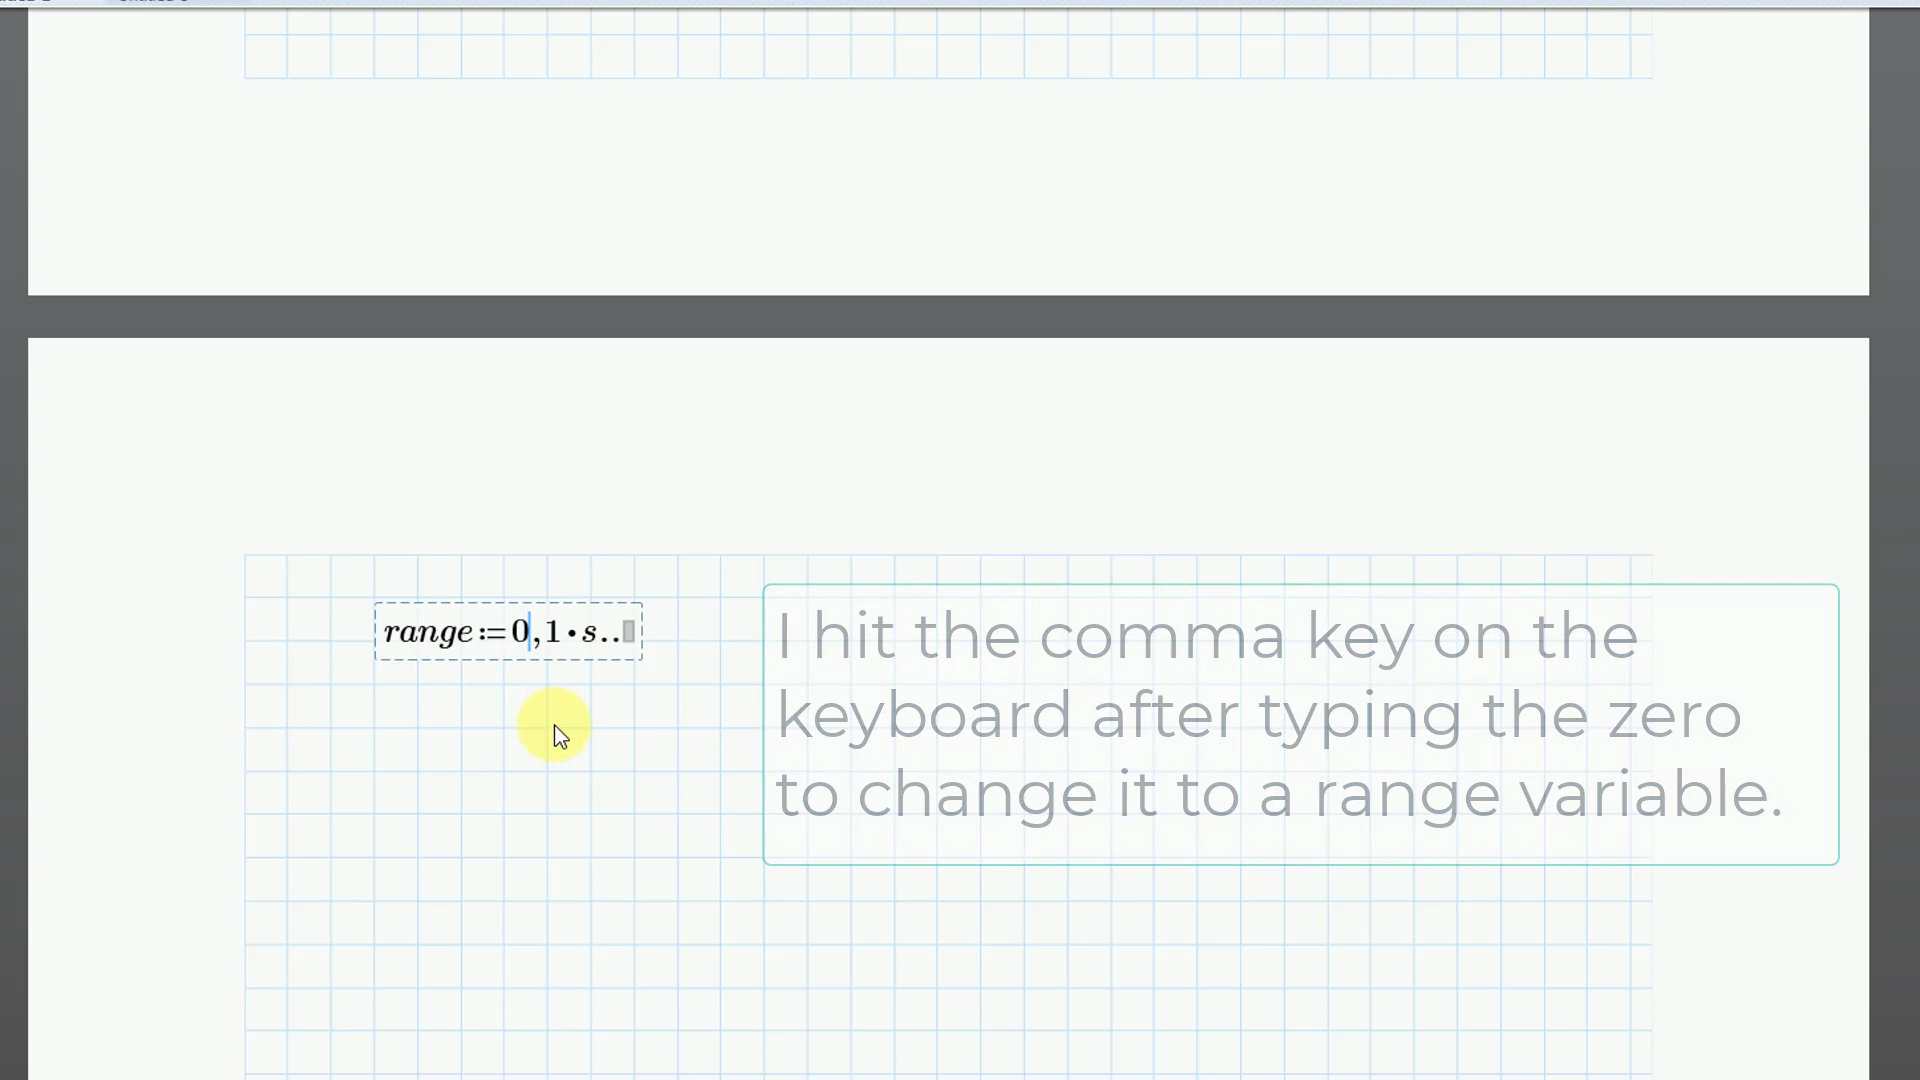 range:=0,1•s..
I hit the comma key on the
keyboard after typing the zero
to change it to a range variable.